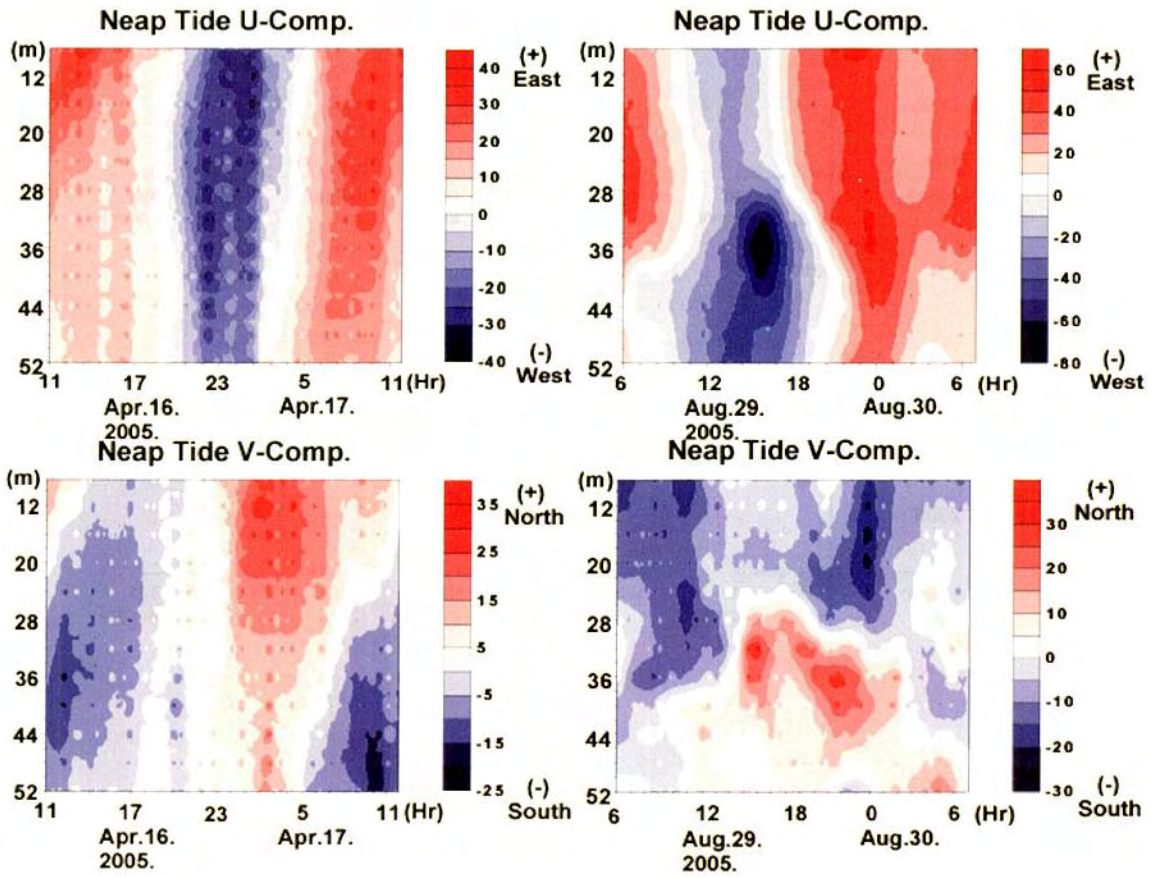 Neap Tide U-Comp.
(m)
12
20
28
36
44
52
11 17 23 5 11 (Hr)
Apr.16. Apr.17.
2005.
40
30
20
10
0
-10
-20
-30
-40
(+)
East
(-)
West
Neap Tide U-Comp.
(m)
12
20
28
36
44
52
6 12 18 0 6 (Hr)
Aug.29. Aug.30.
2005.
60
40
20
0
-20
-40
-60
-80
(+)
East
(-)
West
Neap Tide V-Comp.
(m)
12
20
28
36
44
52
11 17 23 5 11 (Hr)
Apr.16. Apr.17.
2005.
35
25
15
5
-5
-15
-25
(+)
North
(-)
South
Neap Tide V-Comp.
(m)
12
20
28
36
44
52
12 18 0 6 (Hr)
Aug.29. Aug.30.
2005.
30
20
10
0
-10
-20
-30
(+)
North
(-)
South